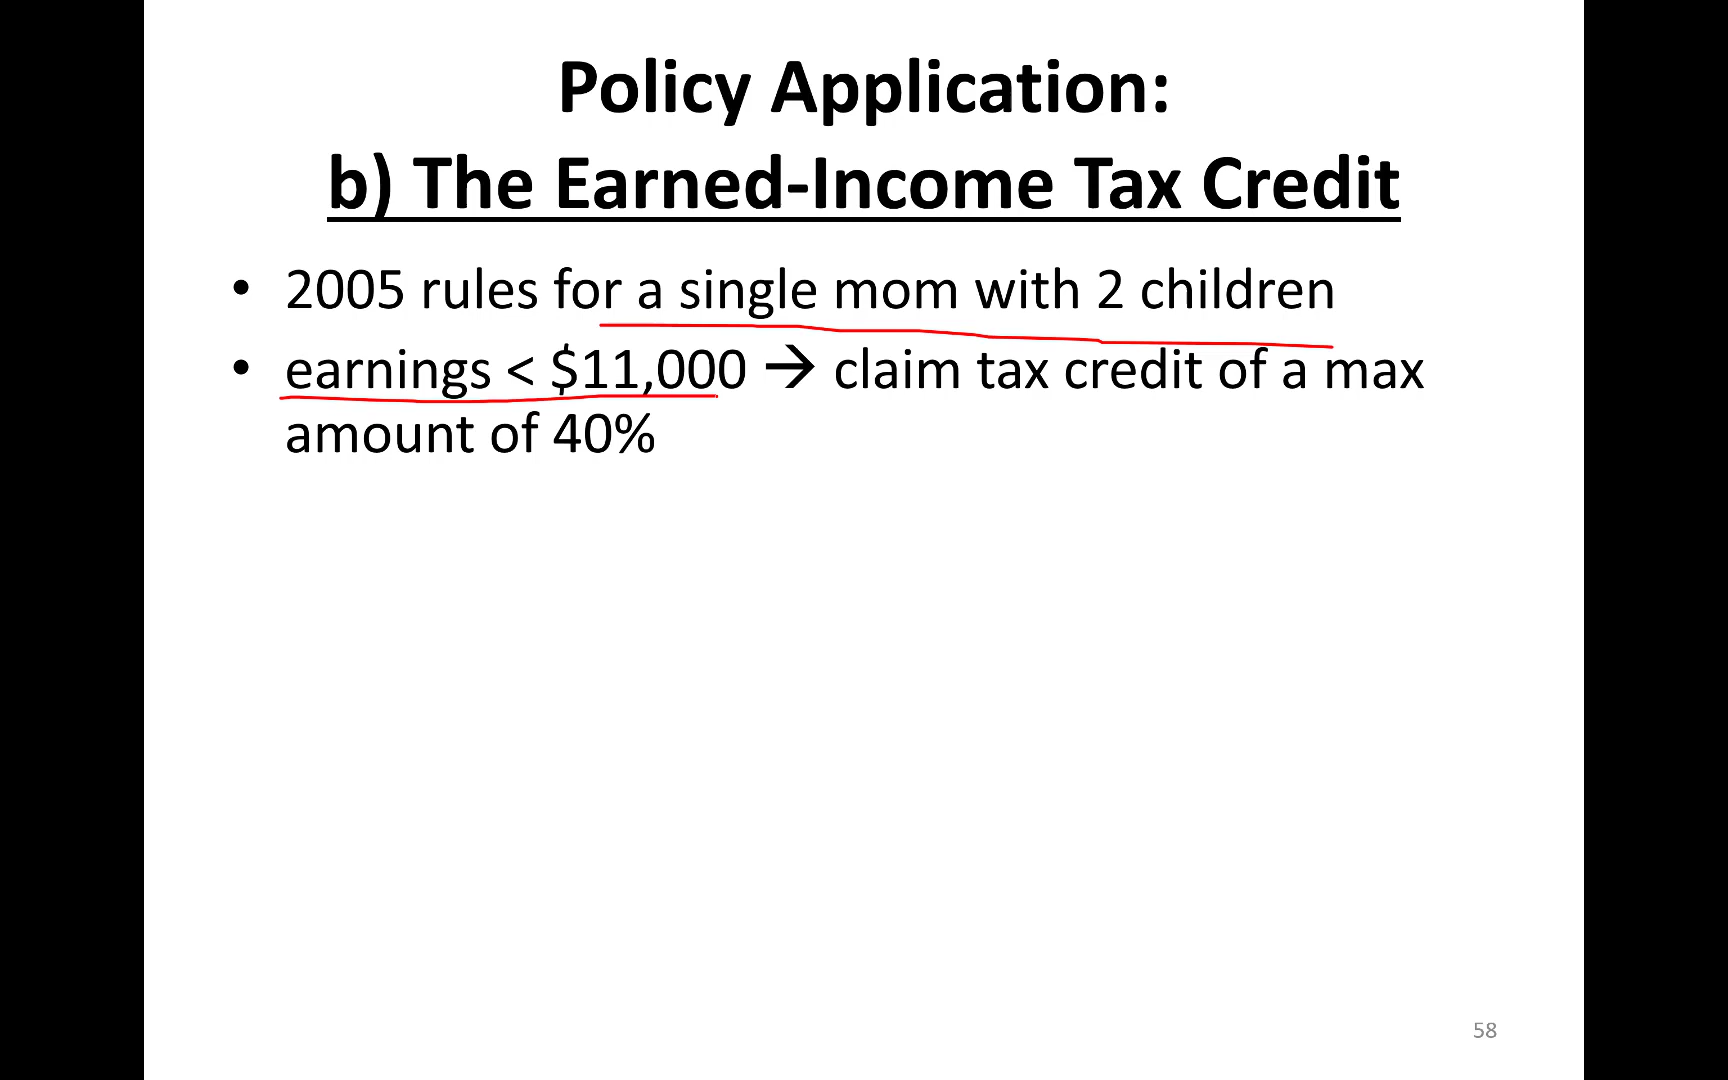 Policy Application:
b) The Earned-Income Tax Credit
• 2005 rules for a single mom with 2 children
• earnings < $11,000 → claim tax credit of a max
amount of 40%
58